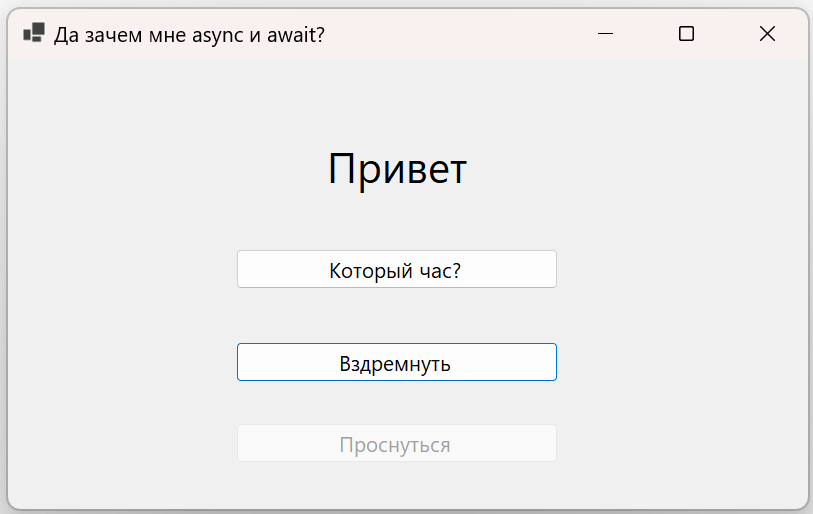 Да зачем мне async и await?
Привет
Который час?
Вздремнуть
Проснуться